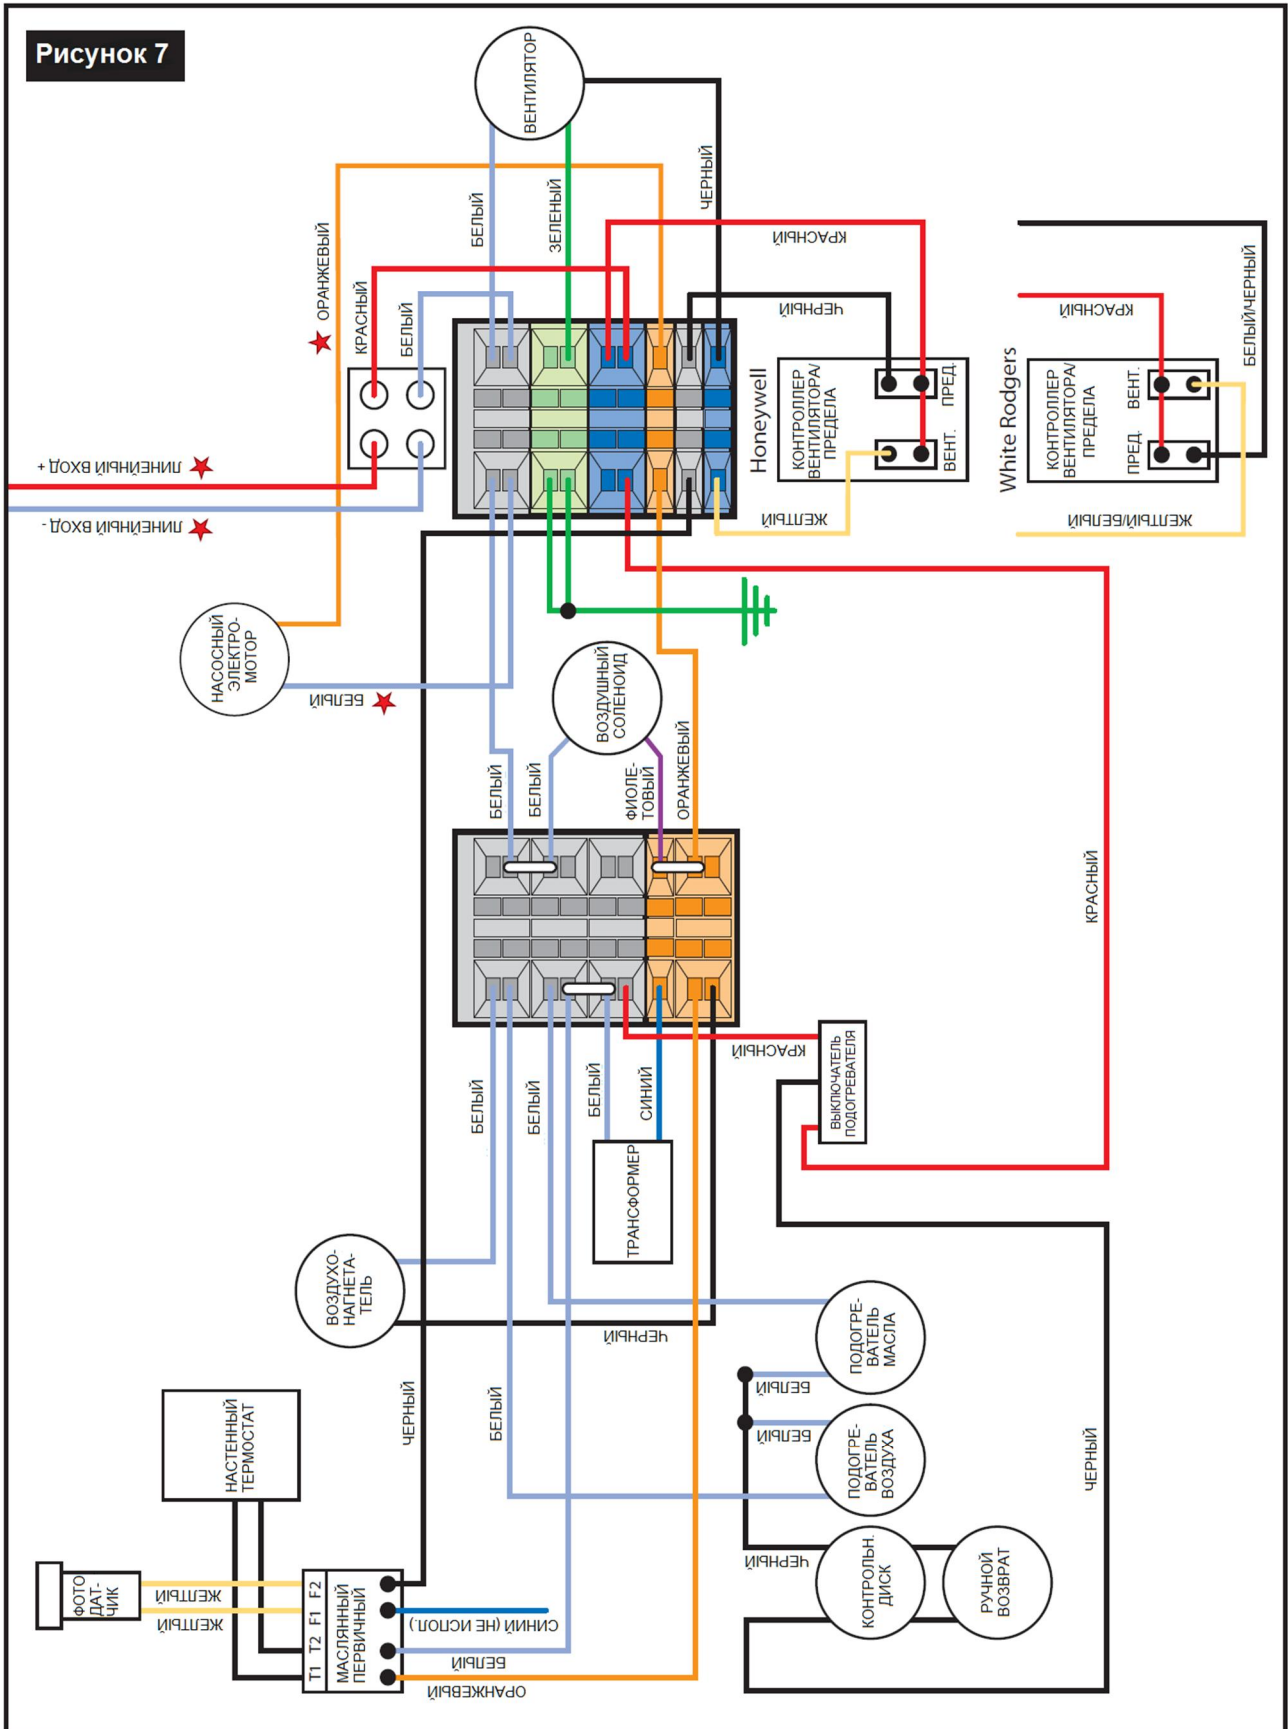 Рисунок 7
ВЕНТИЛЯТОР
БЕЛЫЙ
ЗЕЛЕНЫЙ
ЧЕРНЫЙ
ОРАНЖЕВЫЙ
КРАСНЫЙ
БЕЛЫЙ
КРАСНЫЙ
ЧЕРНЫЙ
КРАСНЫЙ
БЕЛЫЙ/ЧЕРНЫЙ
ЛИНЕЙНЫЙ ВХОД +
ЛИНЕЙНЫЙ ВХОД -
Honeywell
КОНТРОЛЛЕР
ВЕНТИЛЯТОРА/
ПРЕДЕЛА
ПРЕД.
ВЕНТ.
White Rodgers
КОНТРОЛЛЕР
ВЕНТИЛЯТОРА/
ПРЕДЕЛА
ВЕНТ.
ПРЕД.
ЖЕЛТЫЙ
ЖЕЛТЫЙ/БЕЛЫЙ
НАСОСНЫЙ
ЭЛЕКТРО-
МОТОР
БЕЛЫЙ
ВОЗДУШНЫЙ
СОЛЕНОИД
БЕЛЫЙ
БЕЛЫЙ
ФИОЛЕ-
ТОВЫЙ
ОРАНЖЕВЫЙ
КРАСНЫЙ
КРАСНЫЙ
ВЫКЛЮЧАТЕЛЬ
ПОДОГРЕВАТЕЛЯ
БЕЛЫЙ
БЕЛЫЙ
БЕЛЫЙ
СИНИЙ
ТРАНСФОРМЕР
ВОЗДУХО-
НАГНЕТА-
ТЕЛЬ
ЧЕРНЫЙ
ПОДОГРЕ-
ВАТЕЛЬ
МАСЛА
БЕЛЫЙ
БЕЛЫЙ
ПОДОГРЕ-
ВАТЕЛЬ
ВОЗДУХА
ЧЕРНЫЙ
БЕЛЫЙ
ЧЕРНЫЙ
НАСТЕННЫЙ
ТЕРМОСТАТ
ЧЕРНЫЙ
КОНТРОЛЬН.
ДИСК
РУЧНОЙ
ВОЗВРАТ
ФОТО
ДАТ-
ЧИК
ЖЕЛТЫЙ
ЖЕЛТЫЙ
T1 T2 F1 F2
МАСЛЯННЫЙ
ПЕРВИЧНЫЙ
СИНИЙ (НЕ ИСПОЛ.)
БЕЛЫЙ
ОРАНЖЕВЫЙ